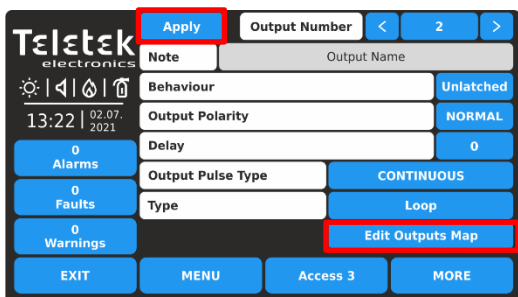 Teletek
electronics
13:22 02.07.
2021
0
Alarms
0
Faults
0
Warnings
EXIT
Apply
Output Number < 2 >
Note Output Name
Behaviour Unlatched
Output Polarity NORMAL
Delay 0
Output Pulse Type CONTINUOUS
Type Loop
Edit Outputs Map
MENU
Access 3
MORE